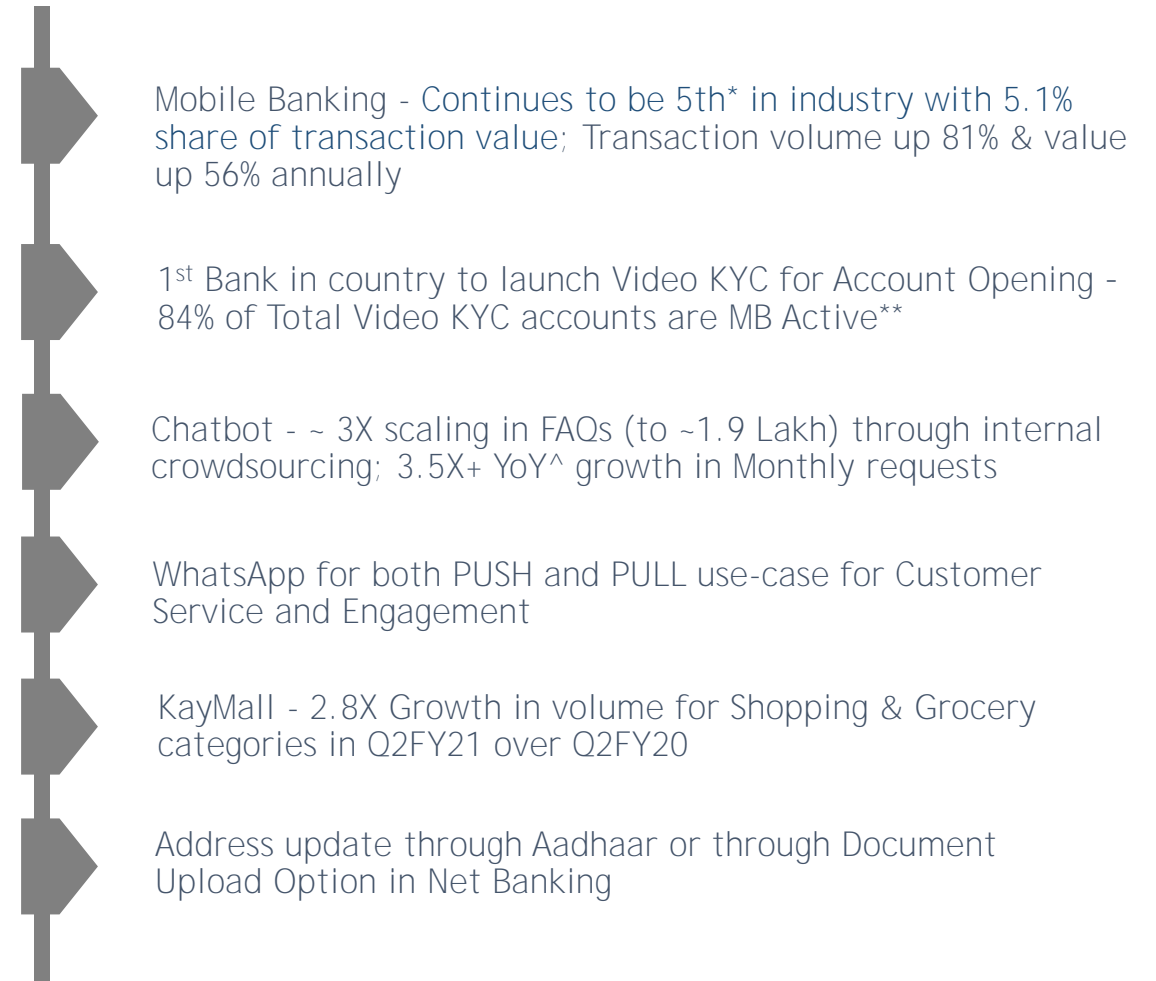 Mobile Banking - Continues to be 5th* in industry with 5.1%
share of transaction value; Transaction volume up 81% & value
up 56% annually
1st Bank in country to launch Video KYC for Account Opening -
84% of Total Video KYC accounts are MB Active**
Chatbot - ~ 3X scaling in FAQs (to ~1.9 Lakh) through internal
crowdsourcing; 3.5X+ YoY^ growth in Monthly requests
WhatsApp for both PUSH and PULL use-case for Customer
Service and Engagement
KayMall - 2.8X Growth in volume for Shopping & Grocery
categories in Q2FY21 over Q2FY20
Address update through Aadhaar or through Document
Upload Option in Net Banking